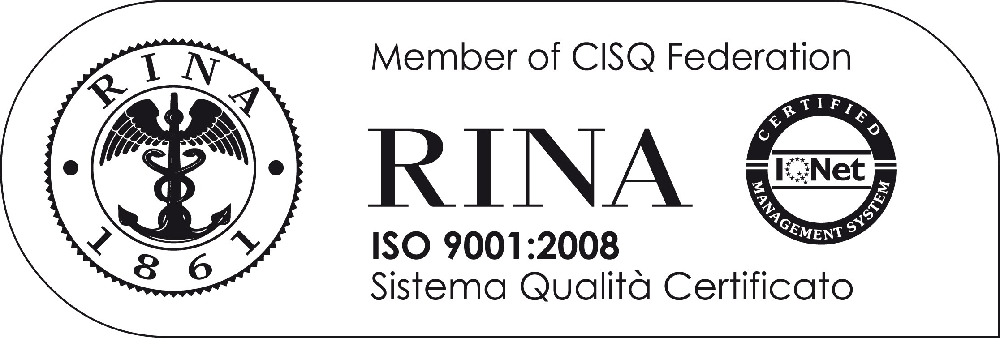 RINA
1861
Member of CISQ Federation
RINA
ISO 9001:2008
Sistema Qualità Certificato
CERTIFIED
IQNet
MANAGEMENT SYSTEM